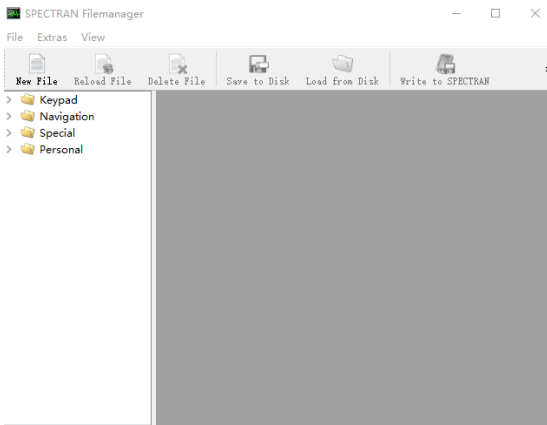 SPECTRAN Filemanager
File Extras View
New File Reload File Delete File Save to Disk Load from Disk Write to SPECTRAN
Keypad
Navigation
Special
Personal